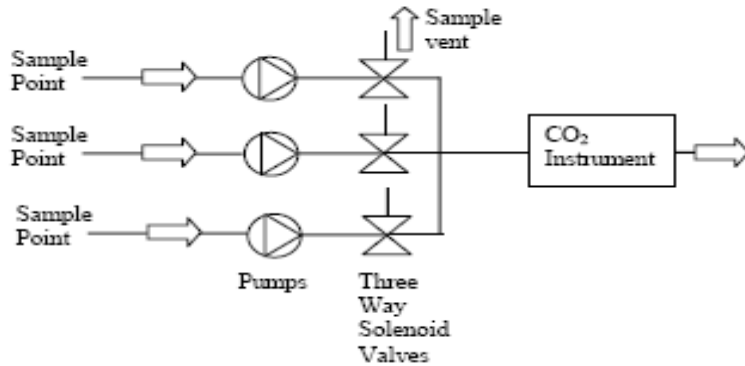 Sample
vent
Sample
Point
Sample
Point
CO₂
Instrument
Sample
Point
Pumps
Three
Way
Solenoid
Valves